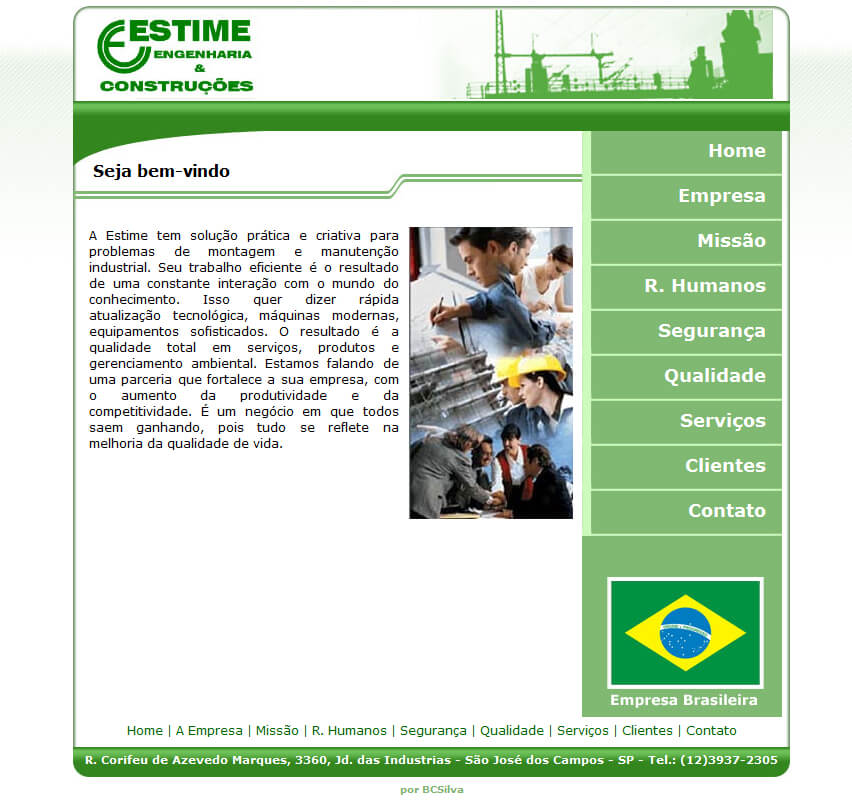 ESTIME
ENGENHARIA
&
CONSTRUÇÕES
Seja bem-vindo
A Estime tem solução prática e criativa para
problemas de montagem e manutenção
industrial. Seu trabalho eficiente é o resultado
de uma constante interação com o mundo do
conhecimento. Isso quer dizer rápida
atualização tecnológica, máquinas modernas,
equipamentos sofisticados. O resultado é a
qualidade total em serviços, produtos e
gerenciamento ambiental. Estamos falando de
uma parceria que fortalece a sua empresa, com
o aumento da produtividade e da
competitividade. É um negócio em que todos
saem ganhando, pois tudo se reflete na
melhoria da qualidade de vida.
Home
Empresa
Missão
R. Humanos
Segurança
Qualidade
Serviços
Clientes
Contato
Empresa Brasileira
Home | A Empresa | Missão | R. Humanos | Segurança | Qualidade | Serviços | Clientes | Contato
R. Corifeu de Azevedo Marques, 3360, Jd. das Industrias - São José dos Campos - SP - Tel.: (12)3937-2305
por BCSilva